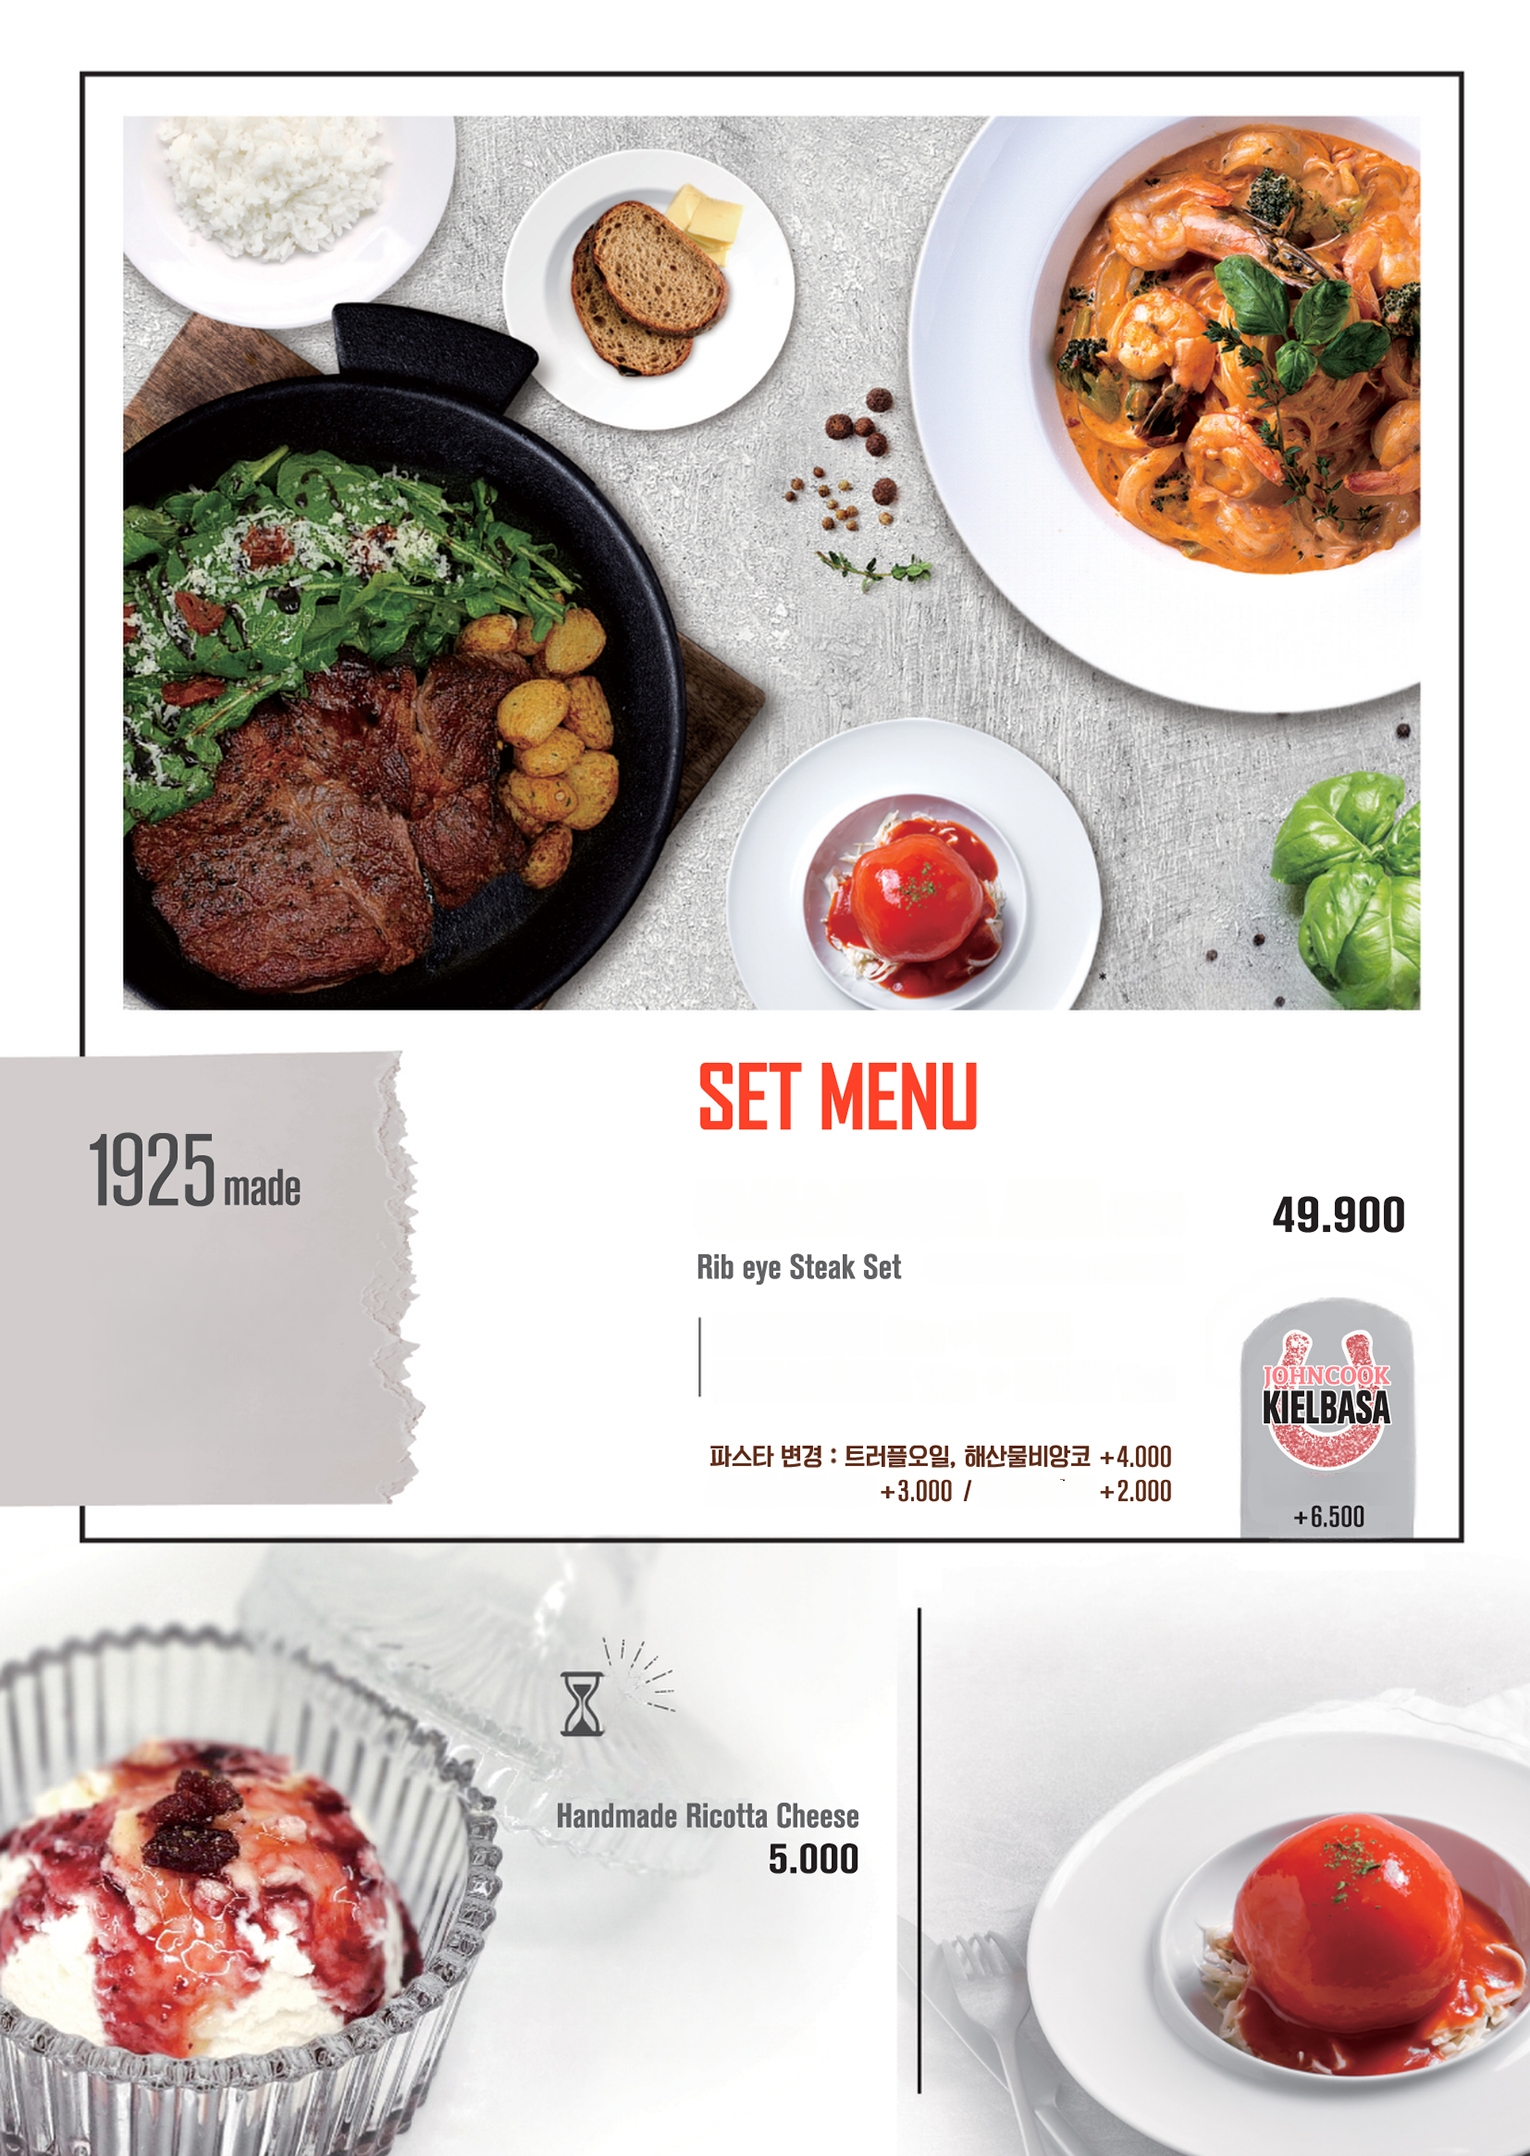 SET MENU
1925 made
49.900
Rib eye Steak Set
JOHNCOOK
KIELBASA
파스타 변경 : 트러플오일, 해산물비앙코 +4.000
+3.000 / +2.000
+6.500
Handmade Ricotta Cheese
5.000